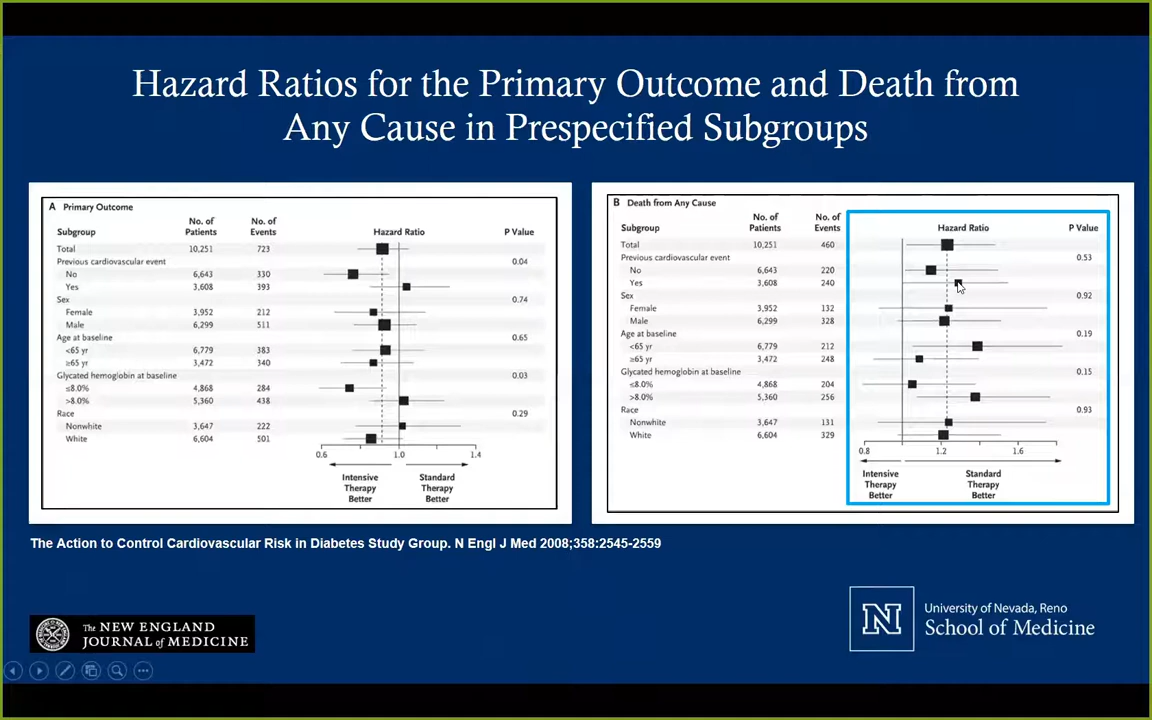 Hazard Ratios for the Primary Outcome and Death from
Any Cause in Prespecified Subgroups
A Primary Outcome
Subgroup No. of Patients No. of Events Hazard Ratio P Value
Total 10,251 723
Previous cardiovascular event 0.04
No 6,643 330
Yes 3,608 393
Sex 0.74
Female 3,952 212
Male 6,299 511
Age at baseline 0.65
<65 yr 6,779 383
≥65 yr 3,472 340
Glycated hemoglobin at baseline 0.03
≤8.0% 4,868 284
>8.0% 5,360 438
Race 0.29
Nonwhite 3,647 222
White 6,604 501
0.6 1.0 1.4
Intensive Therapy Better Standard Therapy Better
B Death from Any Cause
Subgroup No. of Patients No. of Events Hazard Ratio P Value
Total 10,251 460
Previous cardiovascular event 0.53
No 6,643 220
Yes 3,608 240
Sex 0.92
Female 3,952 132
Male 6,299 328
Age at baseline 0.19
<65 yr 6,779 212
≥65 yr 3,472 248
Glycated hemoglobin at baseline 0.15
≤8.0% 4,868 204
>8.0% 5,360 256
Race 0.93
Nonwhite 3,647 131
White 6,604 329
0.8 1.2 1.6
Intensive Therapy Better Standard Therapy Better
The Action to Control Cardiovascular Risk in Diabetes Study Group. N Engl J Med 2008;358:2545-2559
The NEW ENGLAND
JOURNAL of MEDICINE
N
University of Nevada, Reno
School of Medicine